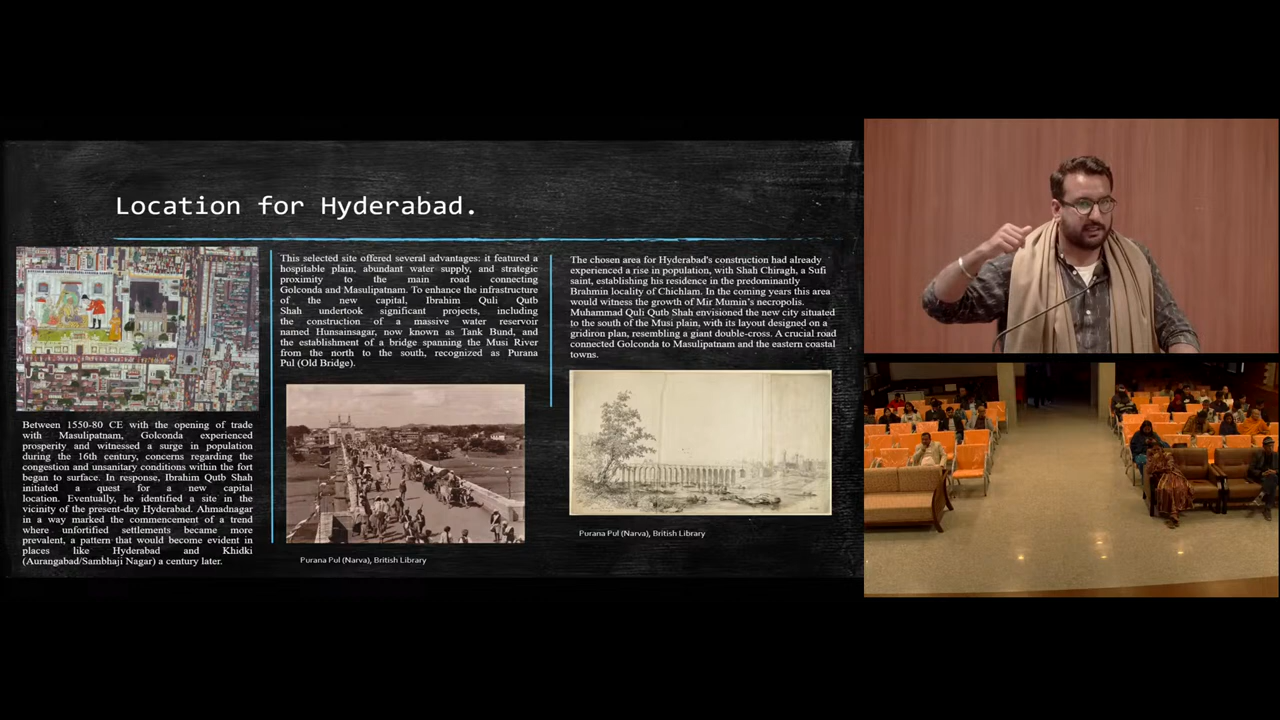 Location for Hyderabad.
Between 1550-80 CE with the opening of trade
with Masulipatnam, Golconda experienced
prosperity and witnessed a surge in population
during the 16th century, concerns regarding the
congestion and unsanitary conditions within the fort
began to surface. In response, Ibrahim Qutb Shah
initiated a quest for a new capital
location. Eventually, he identified a site in the
vicinity of the present-day Hyderabad. Ahmadnagar
in a way marked the commencement of a trend
where unfortified settlements became more
prevalent, a pattern that would become evident in
places like Hyderabad and Khidki
(Aurangabad/Sambhaji Nagar) a century later.
This selected site offered several advantages: it featured a
hospitable plain, abundant water supply, and strategic
proximity to the main road connecting
Golconda and Masulipatnam. To enhance the infrastructure
of the new capital, Ibrahim Quli Qutb
Shah undertook significant projects, including
the construction of a massive water reservoir
named Hunsainsagar, now known as Tank Bund, and
the establishment of a bridge spanning the Musi River
from the north to the south, recognized as Purana
Pul (Old Bridge).
Purana Pul (Narva), British Library
The chosen area for Hyderabad's construction had already
experienced a rise in population, with Shah Chiragh, a Sufi
saint, establishing his residence in the predominantly
Brahmin locality of Chichlam. In the coming years this area
would witness the growth of Mir Mumin's necropolis.
Muhammad Quli Qutb Shah envisioned the new city situated
to the south of the Musi plain, with its layout designed on a
gridiron plan, resembling a giant double-cross. A crucial road
connected Golconda to Masulipatnam and the eastern coastal
towns.
Purana Pul (Narva), British Library